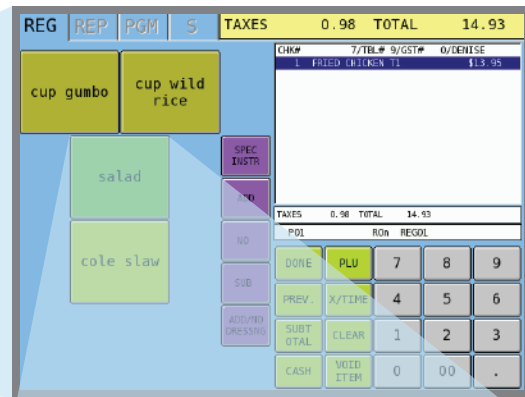 REG REP PGM S TAXES 0.98 TOTAL 14.93
CHK# 7/TBL# 9/GST# 0/DENISE
1 FRIED CHICKEN T1 $13.95
cup gumbo
cup wild
rice
salad
cole slaw
SPEC
INSTR
ADD
NO
SUB
ADD/NO
DRESSNG
TAXES 0.98 TOTAL 14.93
P01 ROn REG01
DONE PLU 7 8 9
PREV. X/TIME 4 5 6
SUBT
OTAL
CLEAR 1 2 3
CASH
VOID
ITEM
0 00 .